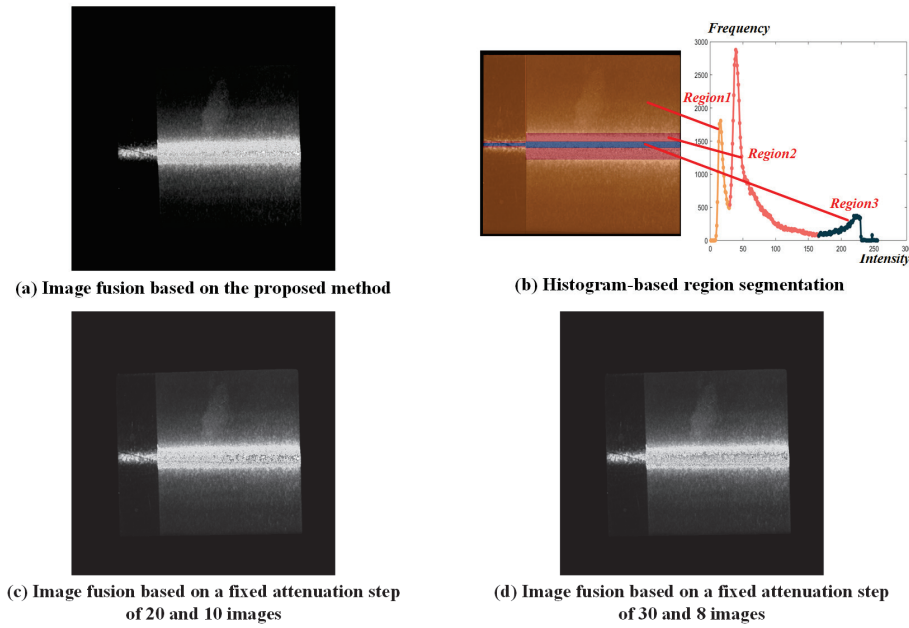 Frequency
3000
2500
2000
1500
1000
500
0
0 50 100 150 200 250 300
Intensity
Region1
Region2
Region3
(a) Image fusion based on the proposed method
(b) Histogram-based region segmentation
(c) Image fusion based on a fixed attenuation step
of 20 and 10 images
(d) Image fusion based on a fixed attenuation step
of 30 and 8 images